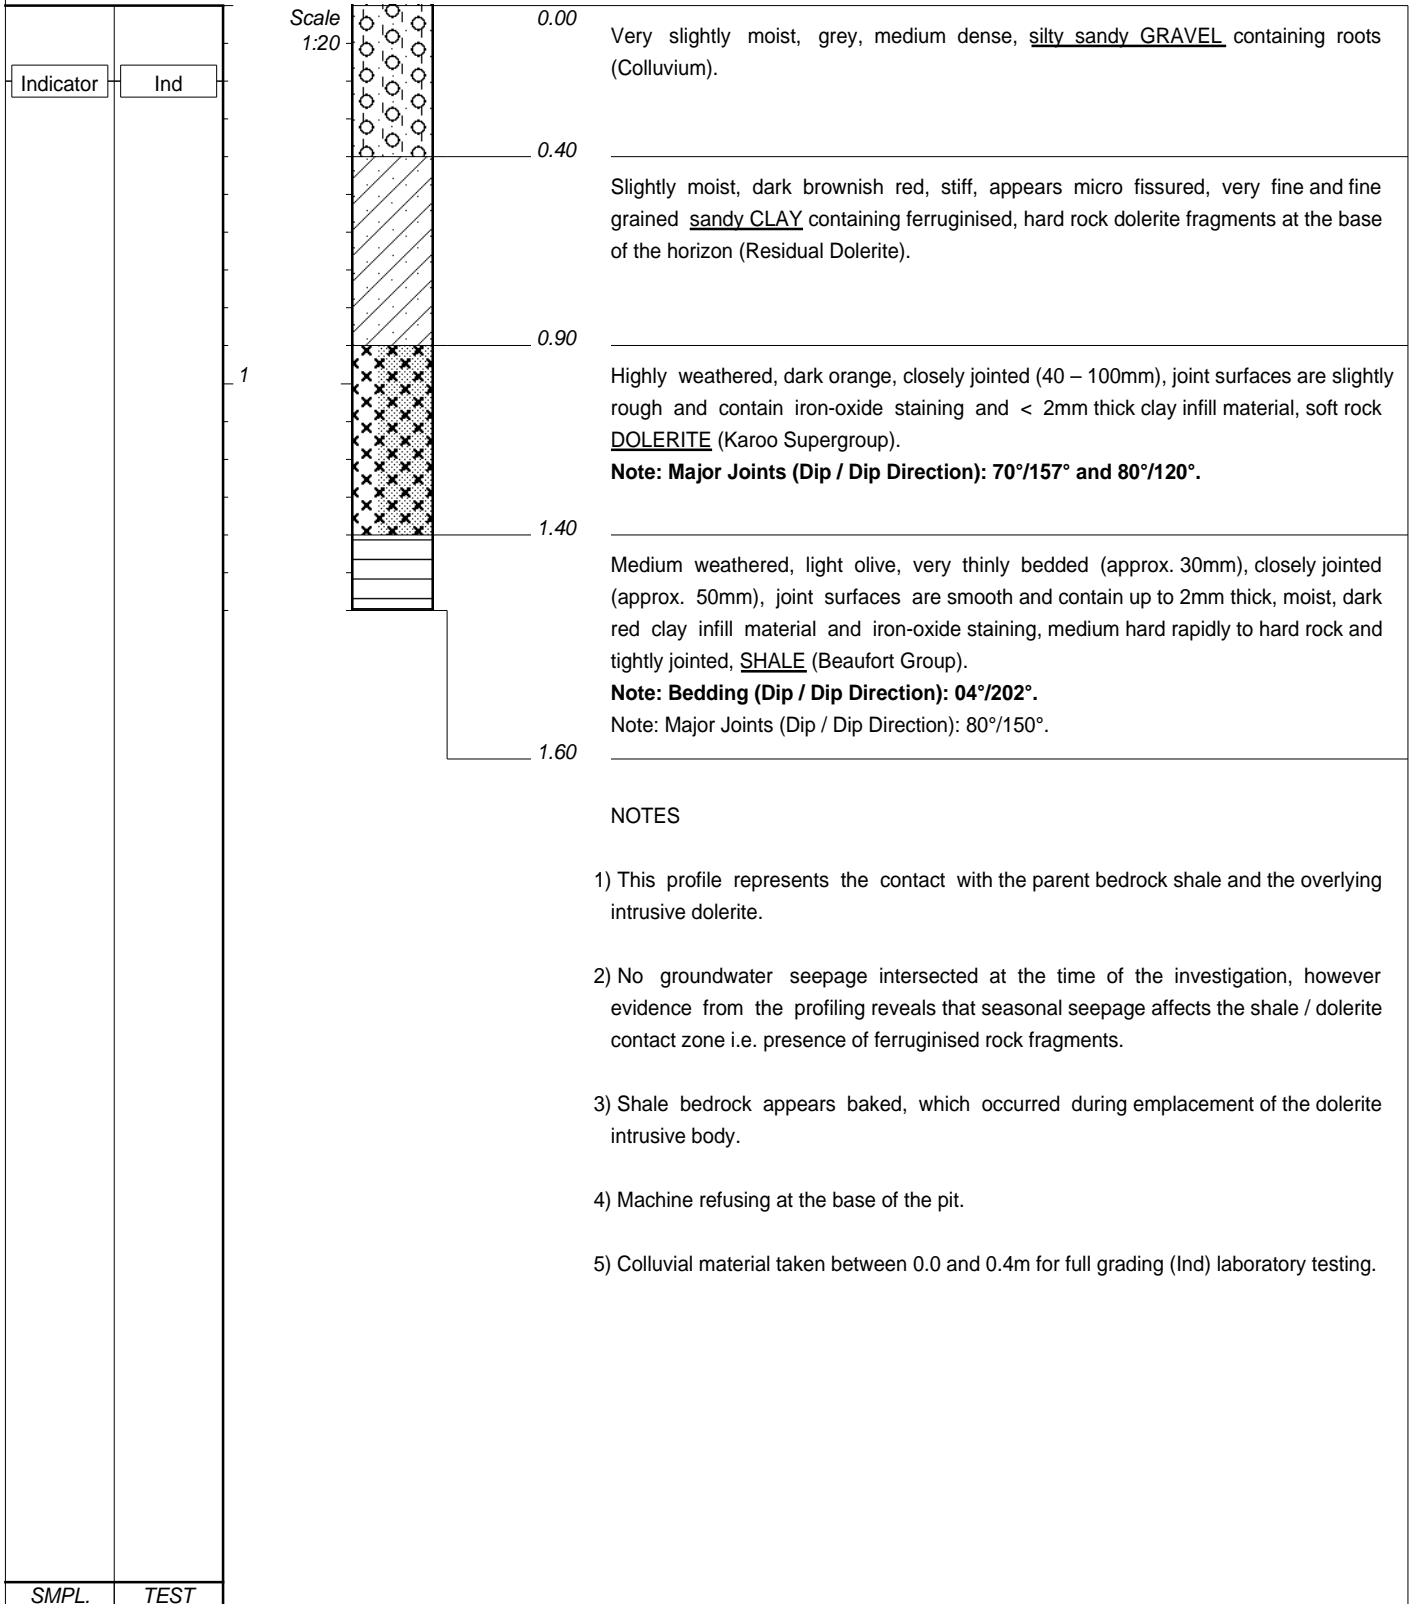 Scale
1:20
0.00
Very slightly moist, grey, medium dense, silty sandy GRAVEL containing roots
(Colluvium).
Indicator
Ind
0.40
Slightly moist, dark brownish red, stiff, appears micro fissured, very fine and fine
grained sandy CLAY containing ferruginised, hard rock dolerite fragments at the base
of the horizon (Residual Dolerite).
0.90
1
Highly weathered, dark orange, closely jointed (40 – 100mm), joint surfaces are slightly
rough and contain iron-oxide staining and < 2mm thick clay infill material, soft rock
DOLERITE (Karoo Supergroup).
Note: Major Joints (Dip / Dip Direction): 70°/157° and 80°/120°.
1.40
Medium weathered, light olive, very thinly bedded (approx. 30mm), closely jointed
(approx. 50mm), joint surfaces are smooth and contain up to 2mm thick, moist, dark
red clay infill material and iron-oxide staining, medium hard rapidly to hard rock and
tightly jointed, SHALE (Beaufort Group).
Note: Bedding (Dip / Dip Direction): 04°/202°.
Note: Major Joints (Dip / Dip Direction): 80°/150°.
1.60
NOTES
1) This profile represents the contact with the parent bedrock shale and the overlying
intrusive dolerite.
2) No groundwater seepage intersected at the time of the investigation, however
evidence from the profiling reveals that seasonal seepage affects the shale / dolerite
contact zone i.e. presence of ferruginised rock fragments.
3) Shale bedrock appears baked, which occurred during emplacement of the dolerite
intrusive body.
4) Machine refusing at the base of the pit.
5) Colluvial material taken between 0.0 and 0.4m for full grading (Ind) laboratory testing.
SMPL.
TEST